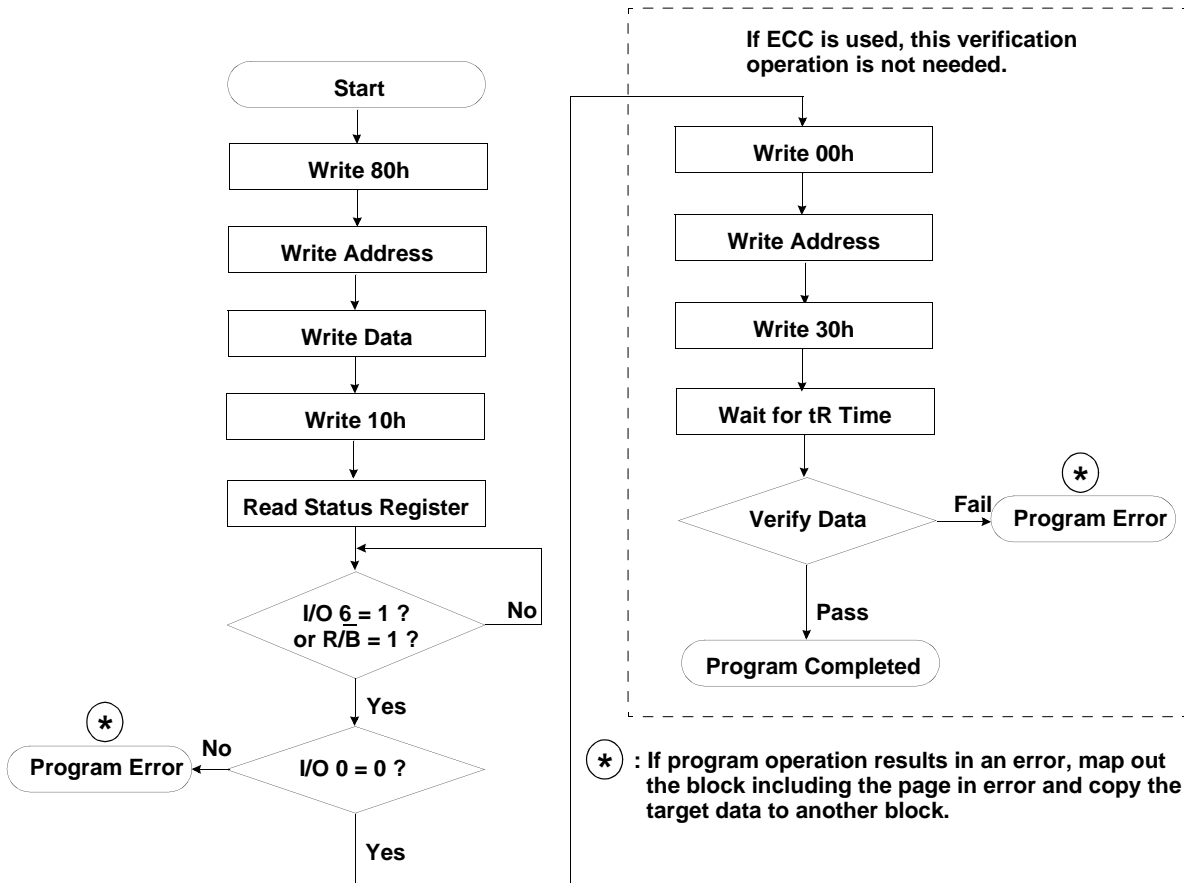 Start
Write 80h
Write Address
Write Data
Write 10h
Read Status Register
I/O 6 = 1 ?
or R/B̅ = 1 ?
No
Yes
*
No
Program Error
I/O 0 = 0 ?
Yes
If ECC is used, this verification
operation is not needed.
Write 00h
Write Address
Write 30h
Wait for tR Time
Verify Data
Fail
*
Program Error
Pass
Program Completed
* : If program operation results in an error, map out
the block including the page in error and copy the
target data to another block.